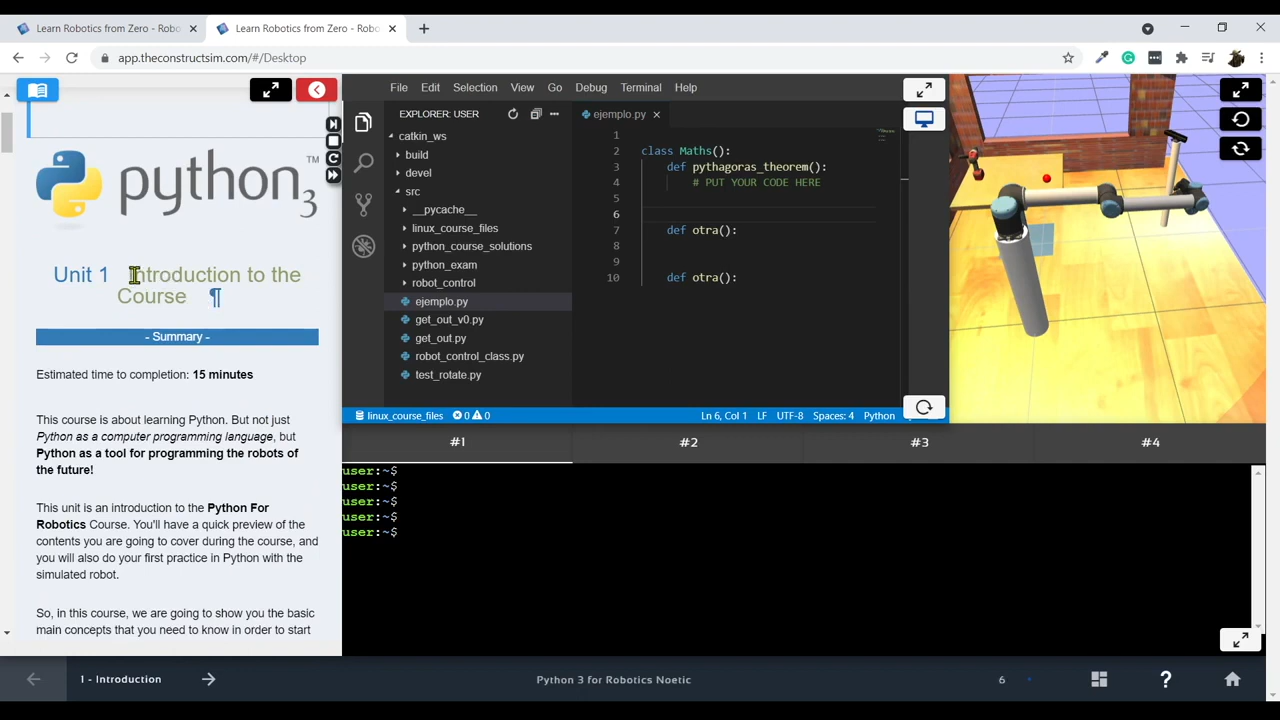 Learn Robotics from Zero - Robo
Learn Robotics from Zero - Robo
app.theconstructsim.com/#/Desktop
python™
3
Unit 1 Introduction to the
Course ¶
- Summary -
Estimated time to completion: 15 minutes
This course is about learning Python. But not just
Python as a computer programming language, but
Python as a tool for programming the robots of
the future!
This unit is an introduction to the Python For
Robotics Course. You'll have a quick preview of the
contents you are going to cover during the course, and
you will also do your first practice in Python with the
simulated robot.
So, in this course, we are going to show you the basic
main concepts that you need to know in order to start
File Edit Selection View Go Debug Terminal Help
EXPLORER: USER
catkin_ws
build
devel
src
__pycache__
linux_course_files
python_course_solutions
python_exam
robot_control
ejemplo.py
get_out_v0.py
get_out.py
robot_control_class.py
test_rotate.py
ejemplo.py
1
2 class Maths():
3 def pythagoras_theorem():
4 # PUT YOUR CODE HERE
5
6
7 def otra():
8
9
10 def otra():
linux_course_files 0 0 Ln 6, Col 1 LF UTF-8 Spaces: 4 Python
#1 #2 #3 #4
user:~$
user:~$
user:~$
user:~$
user:~$
1 - Introduction Python 3 for Robotics Noetic 6 ?